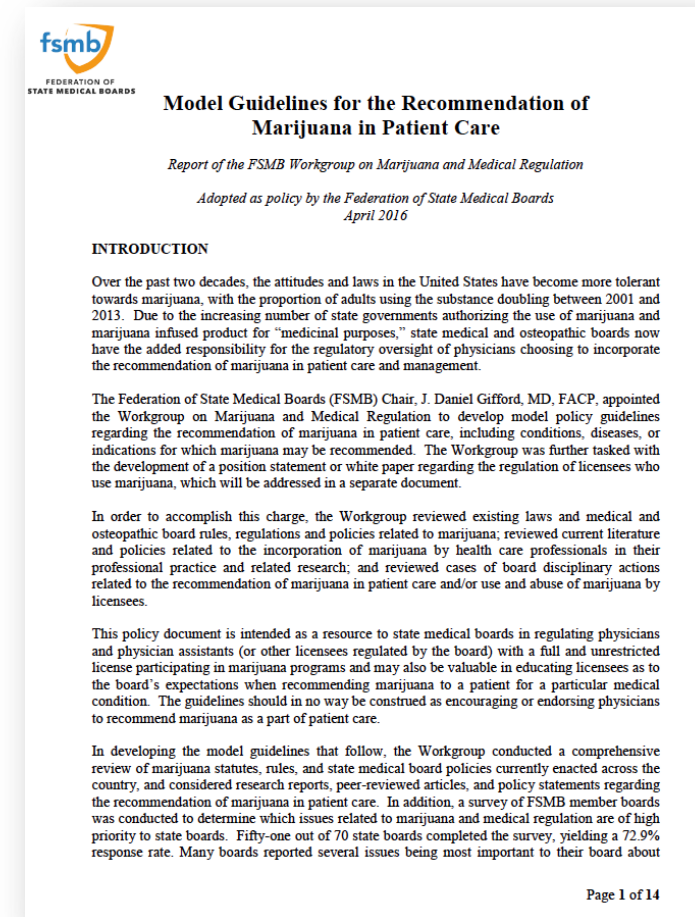 fsmb
FEDERATION OF
STATE MEDICAL BOARDS
Model Guidelines for the Recommendation of
Marijuana in Patient Care
Report of the FSMB Workgroup on Marijuana and Medical Regulation
Adopted as policy by the Federation of State Medical Boards
April 2016
INTRODUCTION
Over the past two decades, the attitudes and laws in the United States have become more tolerant
towards marijuana, with the proportion of adults using the substance doubling between 2001 and
2013. Due to the increasing number of state governments authorizing the use of marijuana and
marijuana infused product for “medicinal purposes,” state medical and osteopathic boards now
have the added responsibility for the regulatory oversight of physicians choosing to incorporate
the recommendation of marijuana in patient care and management.
The Federation of State Medical Boards (FSMB) Chair, J. Daniel Gifford, MD, FACP, appointed
the Workgroup on Marijuana and Medical Regulation to develop model policy guidelines
regarding the recommendation of marijuana in patient care, including conditions, diseases, or
indications for which marijuana may be recommended. The Workgroup was further tasked with
the development of a position statement or white paper regarding the regulation of licensees who
use marijuana, which will be addressed in a separate document.
In order to accomplish this charge, the Workgroup reviewed existing laws and medical and
osteopathic board rules, regulations and policies related to marijuana; reviewed current literature
and policies related to the incorporation of marijuana by health care professionals in their
professional practice and related research; and reviewed cases of board disciplinary actions
related to the recommendation of marijuana in patient care and/or use and abuse of marijuana by
licensees.
This policy document is intended as a resource to state medical boards in regulating physicians
and physician assistants (or other licensees regulated by the board) with a full and unrestricted
license participating in marijuana programs and may also be valuable in educating licensees as to
the board’s expectations when recommending marijuana to a patient for a particular medical
condition. The guidelines should in no way be construed as encouraging or endorsing physicians
to recommend marijuana as a part of patient care.
In developing the model guidelines that follow, the Workgroup conducted a comprehensive
review of marijuana statutes, rules, and state medical board policies currently enacted across the
country, and considered research reports, peer-reviewed articles, and policy statements regarding
the recommendation of marijuana in patient care. In addition, a survey of FSMB member boards
was conducted to determine which issues related to marijuana and medical regulation are of high
priority to state boards. Fifty-one out of 70 state boards completed the survey, yielding a 72.9%
response rate. Many boards reported several issues being most important to their board about
Page 1 of 14